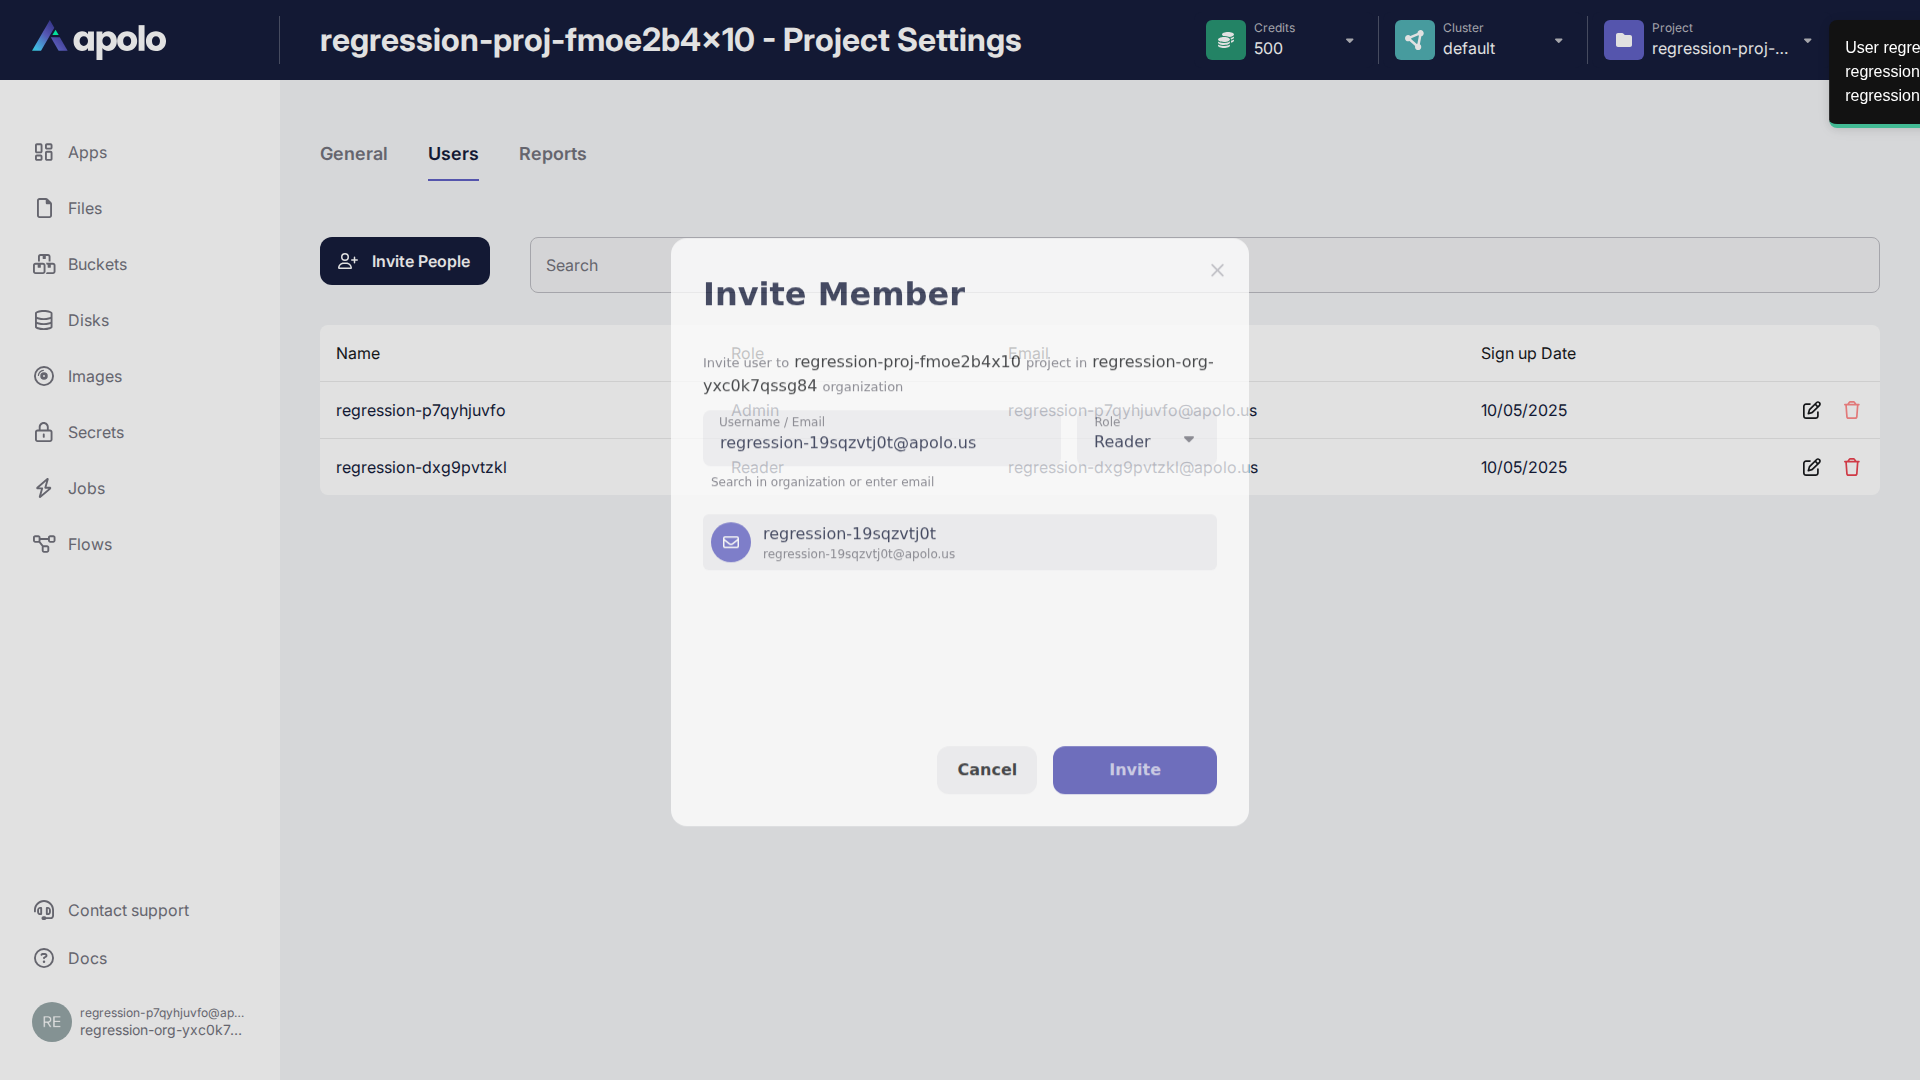 apolo
regression-proj-fmoe2b4×10 - Project Settings
Credits
500
Cluster
default
Project
regression-proj-...
User regre
regression
regression
Apps
Files
Buckets
Disks
Images
Secrets
Jobs
Flows
Contact support
Docs
RE
regression-p7qyhjuvfo@ap...
regression-org-yxc0k7...
General
Users
Reports
Invite People
Search
Name
Role
Email
Sign up Date
regression-p7qyhjuvfo
Admin
regression-p7qyhjuvfo@apolo.us
10/05/2025
regression-dxg9pvtzkl
Reader
regression-dxg9pvtzkl@apolo.us
10/05/2025
Invite Member
Invite user to regression-proj-fmoe2b4x10 project in regression-org-
yxc0k7qssg84 organization
Username / Email
regression-19sqzvtj0t@apolo.us
Role
Reader
Search in organization or enter email
regression-19sqzvtj0t
regression-19sqzvtj0t@apolo.us
Cancel
Invite